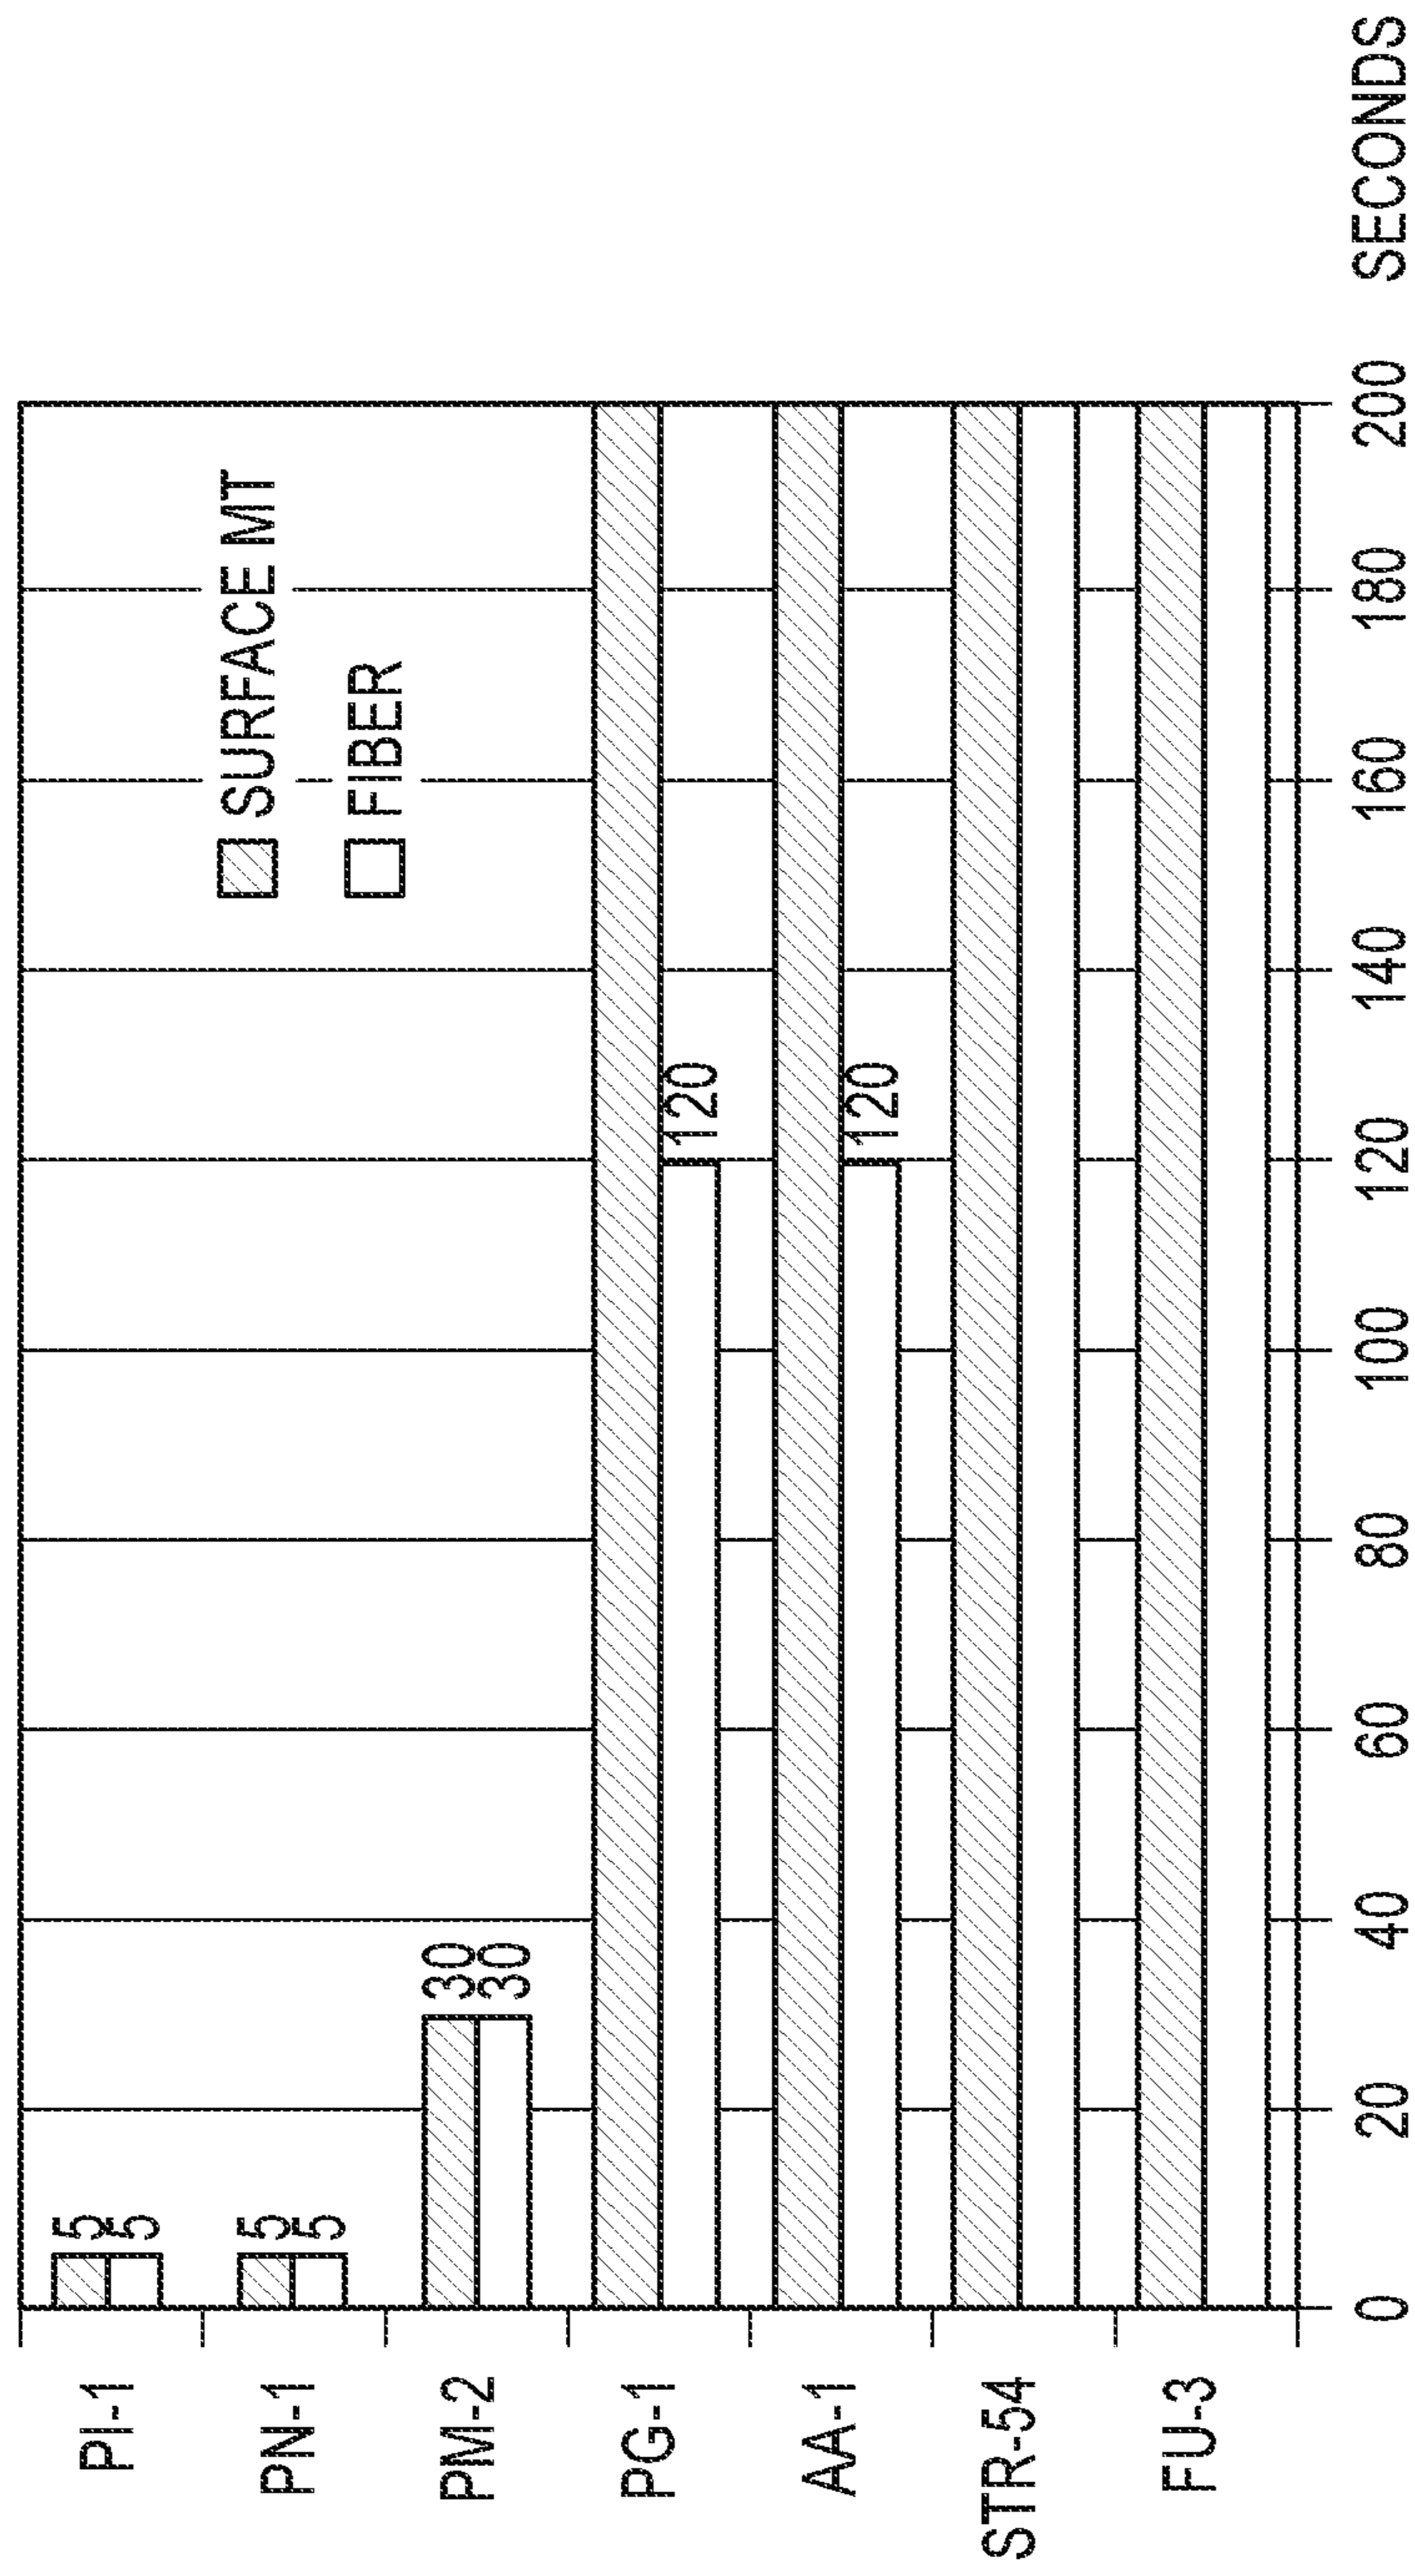 PI-1
5
5
PN-1
5
5
PM-2
30
30
PG-1
120
AA-1
120
STR-54
FU-3
SURFACE MT
FIBER
0 20 40 60 80 100 120 140 160 180 200 SECONDS